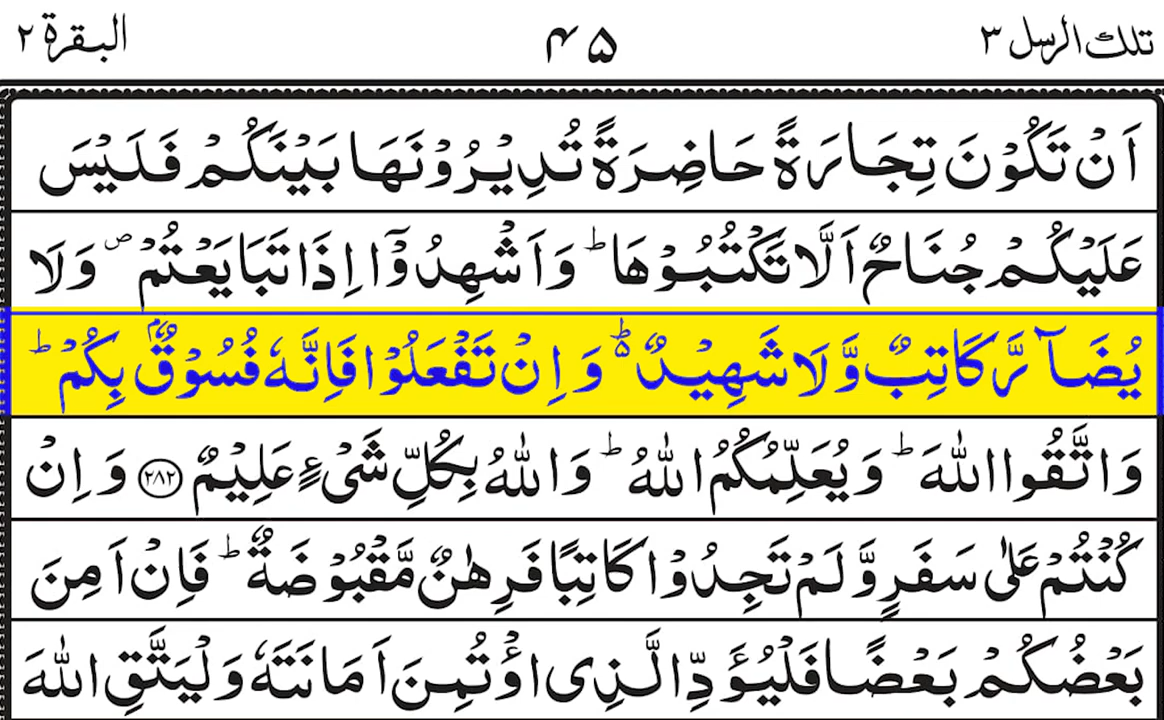 تلك الرسل ٣
٤٥
البقرة ٢
اَنْ تَكُوْنَ تِجَارَةً حَاضِرَةً تُدِيْرُوْنَهَا بَيْنَكُمْ فَلَيْسَ
عَلَيْكُمْ جُنَاحٌ اَلَّا تَكْتُبُوْهَا ؕ وَ اَشْهِدُوْۤا اِذَا تَبَايَعْتُمْ ۪ وَ لَا
يُضَآرَّ كَاتِبٌ وَّ لَا شَهِيْدٌ ؕ۬ وَ اِنْ تَفْعَلُوْا فَاِنَّهٗ فُسُوْقٌۢ بِكُمْ ؕ
وَ اتَّقُوا اللّٰهَ ؕ وَ يُعَلِّمُكُمُ اللّٰهُ ؕ وَ اللّٰهُ بِكُلِّ شَیْءٍ عَلِيْمٌ ﴿۲۸۲﴾ وَ اِنْ
كُنْتُمْ عَلٰى سَفَرٍ وَّ لَمْ تَجِدُوْا كَاتِبًا فَرِهٰنٌ مَّقْبُوْضَةٌ ؕ فَاِنْ اَمِنَ
بَعْضُكُمْ بَعْضًا فَلْيُؤَدِّ الَّذِی اؤْتُمِنَ اَمَانَتَهٗ وَ لْيَتَّقِ اللّٰهَ